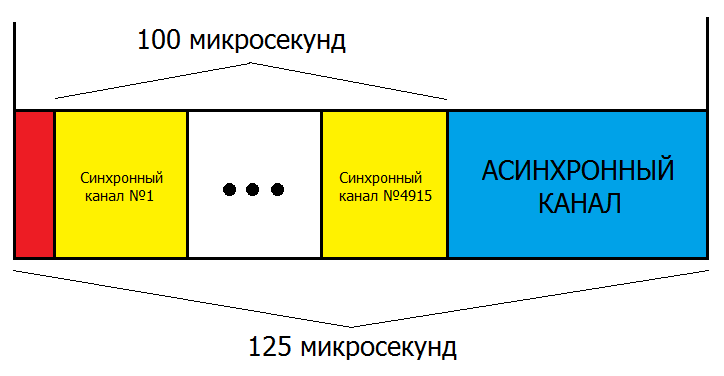 100 микросекунд
Синхронный
канал №1
Синхронный
канал №4915
АСИНХРОННЫЙ
КАНАЛ
125 микросекунд